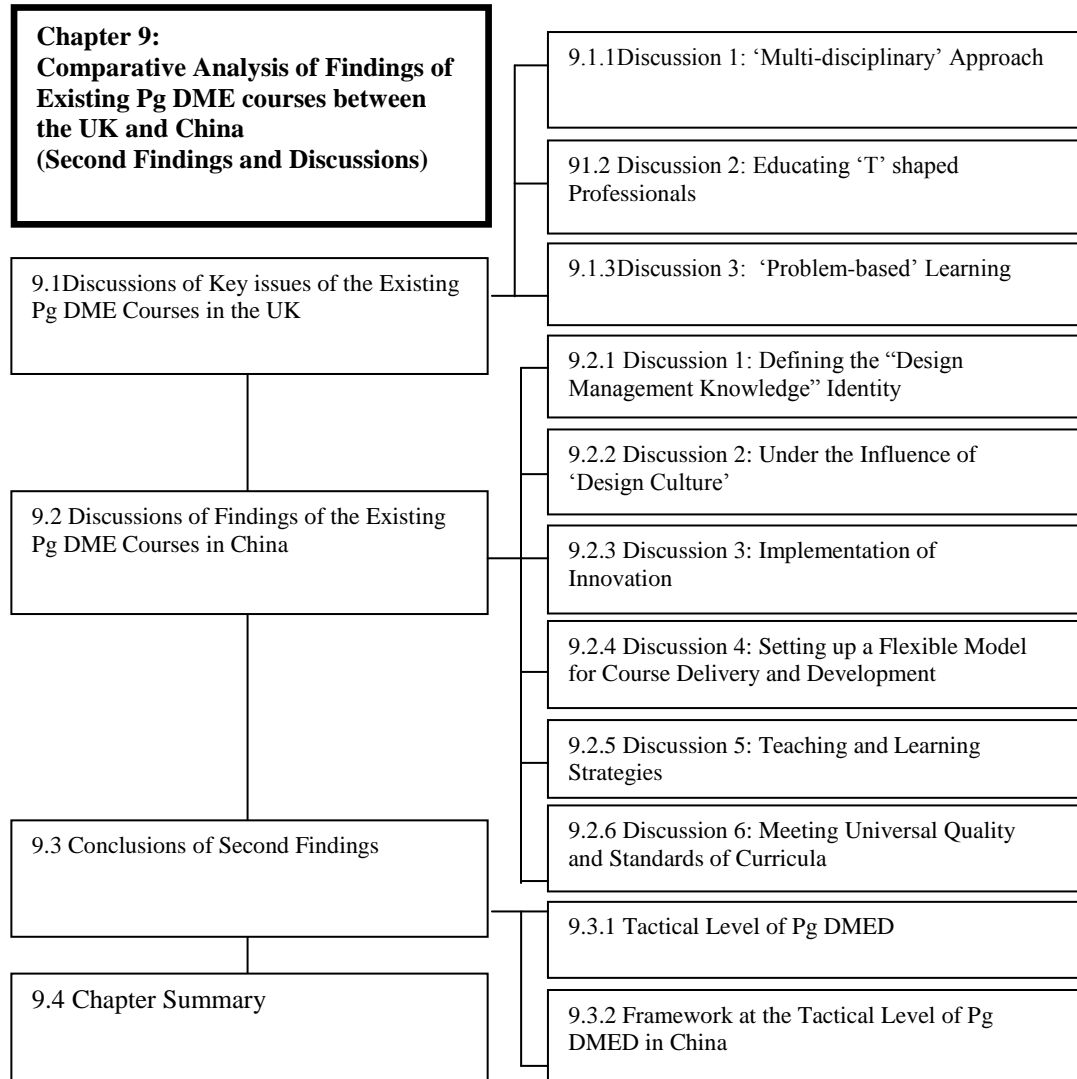 Chapter 9:
Comparative Analysis of Findings of
Existing Pg DME courses between
the UK and China
(Second Findings and Discussions)
9.1Discussions of Key issues of the Existing
Pg DME Courses in the UK
9.1.1Discussion 1: ‘Multi-disciplinary’ Approach
91.2 Discussion 2: Educating ‘T’ shaped
Professionals
9.1.3Discussion 3:  ‘Problem-based’ Learning
9.2 Discussions of Findings of the Existing
Pg DME Courses in China
9.2.1 Discussion 1: Defining the “Design
Management Knowledge” Identity
9.2.2 Discussion 2: Under the Influence of
‘Design Culture’
9.2.3 Discussion 3: Implementation of
Innovation
9.2.4 Discussion 4: Setting up a Flexible Model
for Course Delivery and Development
9.2.5 Discussion 5: Teaching and Learning
Strategies
9.2.6 Discussion 6: Meeting Universal Quality
and Standards of Curricula
9.3 Conclusions of Second Findings
9.3.1 Tactical Level of Pg DMED
9.3.2 Framework at the Tactical Level of Pg
DMED in China
9.4 Chapter Summary